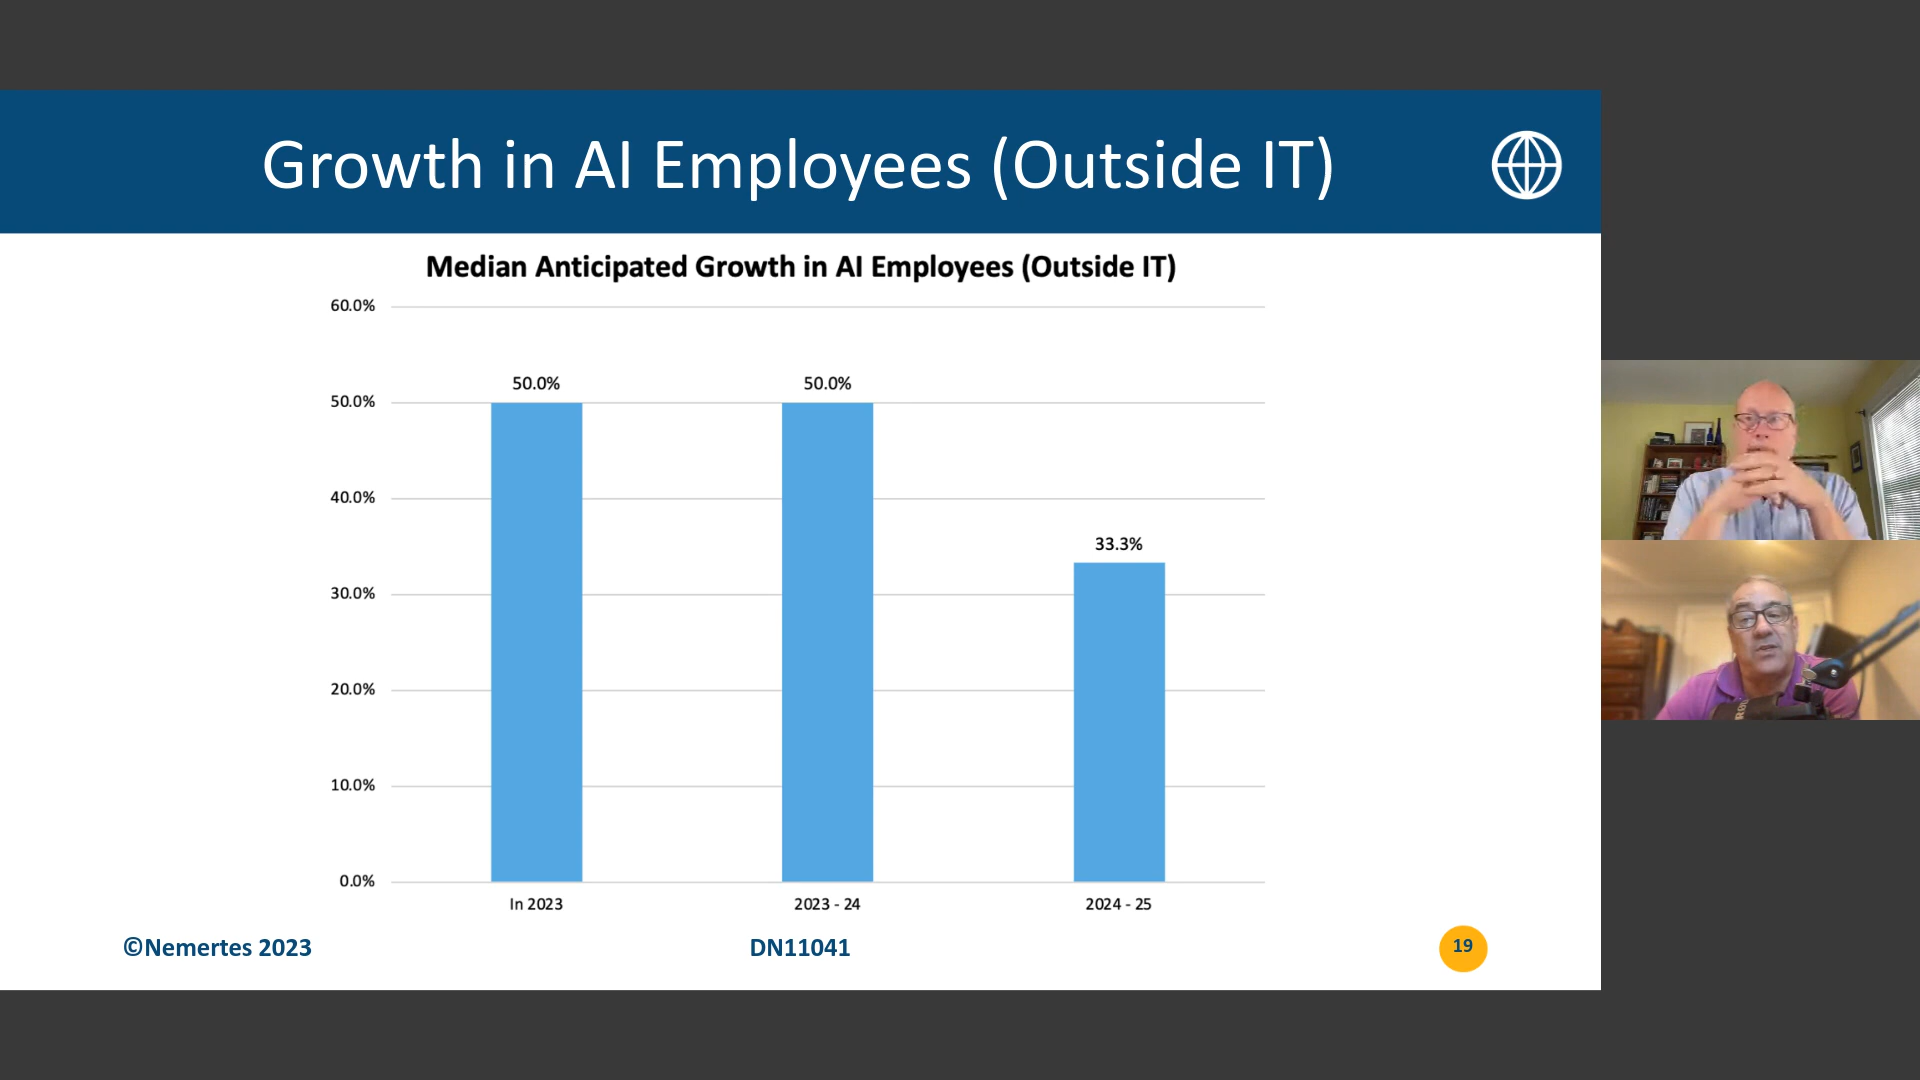 Growth in AI Employees (Outside IT)
Median Anticipated Growth in AI Employees (Outside IT)
60.0%
50.0%
40.0%
30.0%
20.0%
10.0%
0.0%
50.0%
50.0%
33.3%
In 2023
2023 - 24
2024 - 25
©Nemertes 2023
DN11041
19